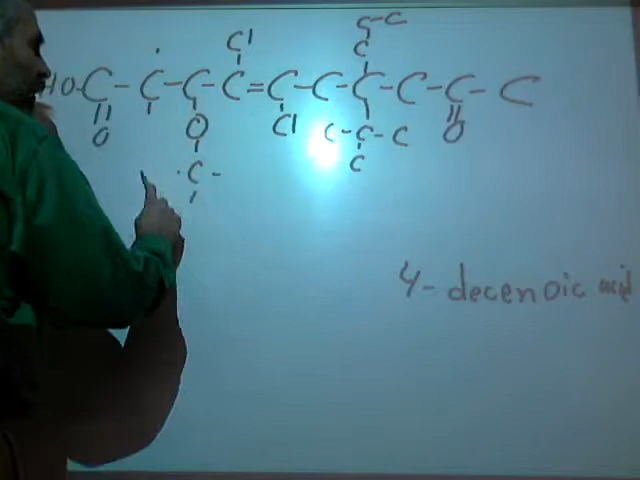 C-C
Cl C
HO-C-C-C-C=C-C-C-C-C-C
O O Cl C-C-C O
C C
4-decenoic acid